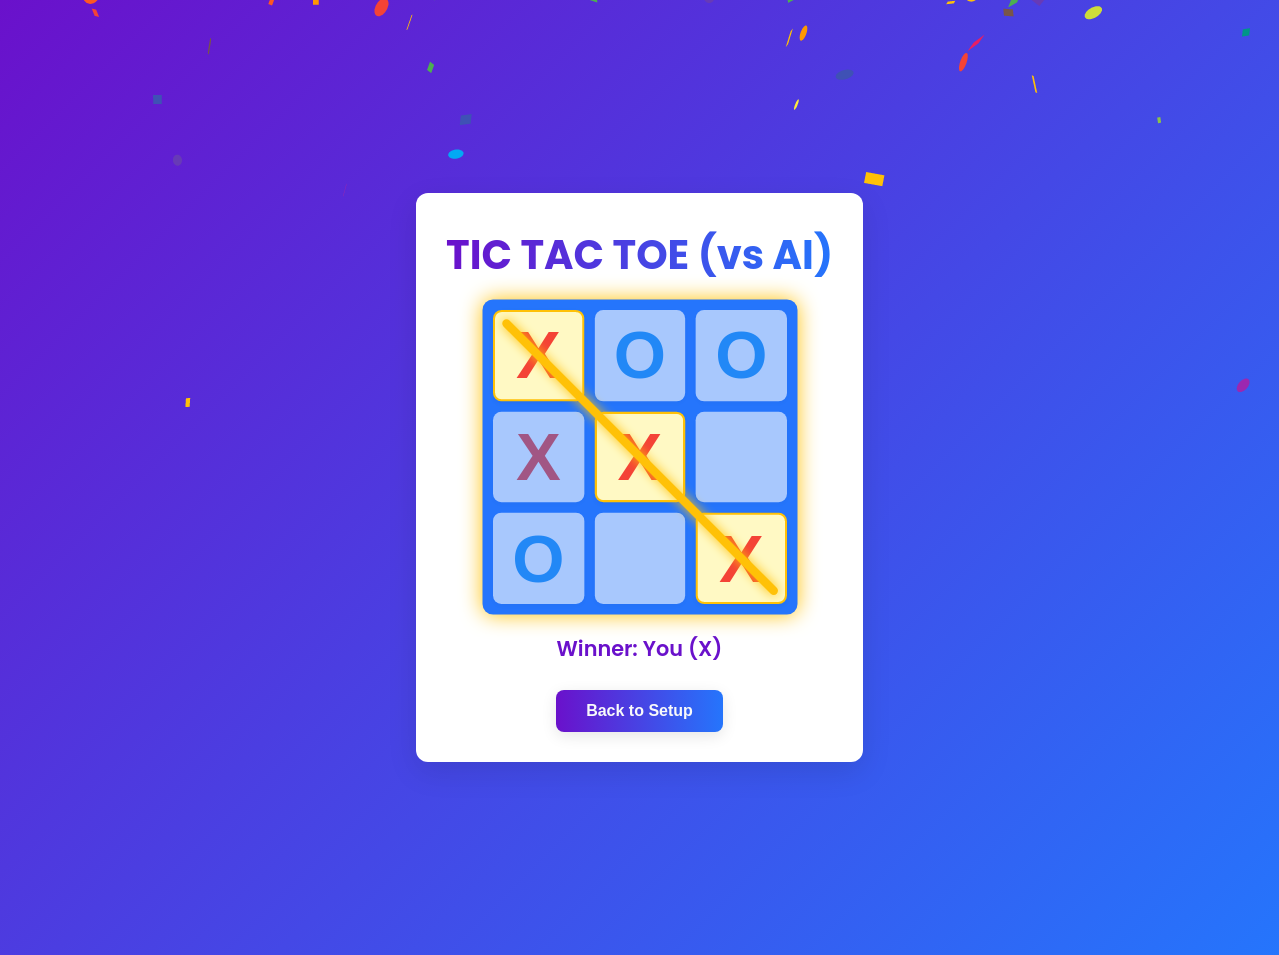 TIC TAC TOE (vs AI)
X O O
X X
O X
Winner: You (X)
Back to Setup